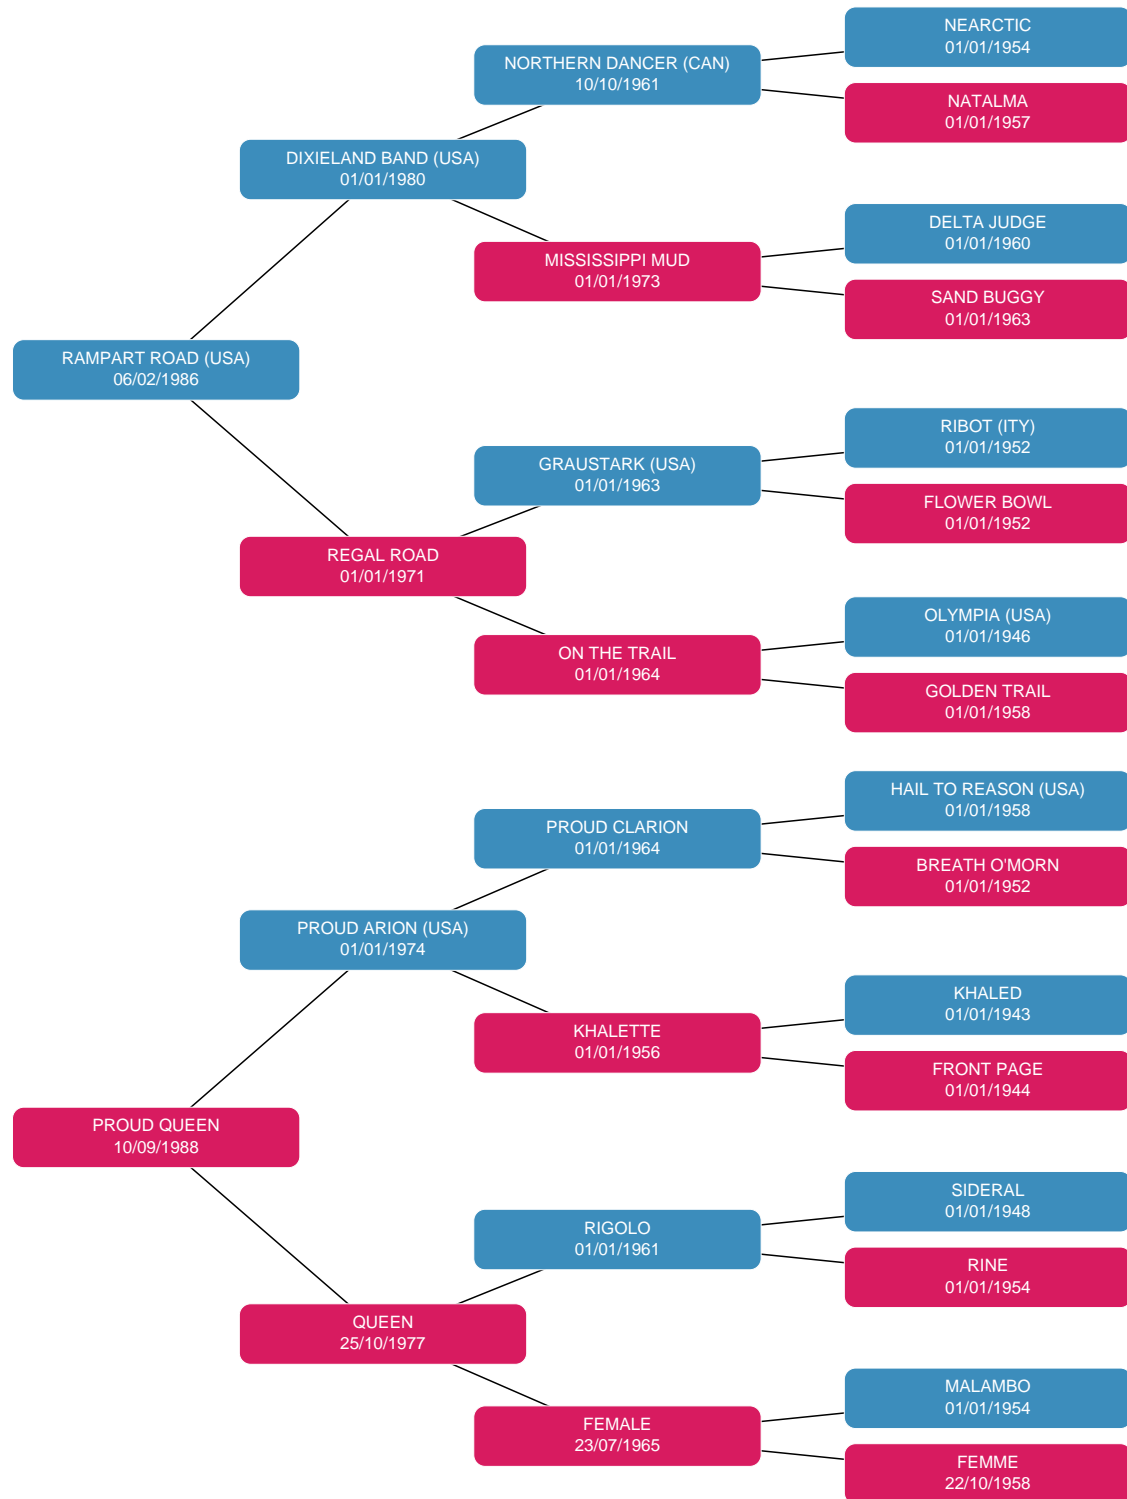 NEARCTIC
01/01/1954
NORTHERN DANCER (CAN)
10/10/1961
NATALMA
01/01/1957
DIXIELAND BAND (USA)
01/01/1980
DELTA JUDGE
01/01/1960
MISSISSIPPI MUD
01/01/1973
SAND BUGGY
01/01/1963
RAMPART ROAD (USA)
06/02/1986
RIBOT (ITY)
01/01/1952
GRAUSTARK (USA)
01/01/1963
FLOWER BOWL
01/01/1952
REGAL ROAD
01/01/1971
OLYMPIA (USA)
01/01/1946
ON THE TRAIL
01/01/1964
GOLDEN TRAIL
01/01/1958
HAIL TO REASON (USA)
01/01/1958
PROUD CLARION
01/01/1964
BREATH O'MORN
01/01/1952
PROUD ARION (USA)
01/01/1974
KHALED
01/01/1943
KHALETTE
01/01/1956
FRONT PAGE
01/01/1944
PROUD QUEEN
10/09/1988
SIDERAL
01/01/1948
RIGOLO
01/01/1961
RINE
01/01/1954
QUEEN
25/10/1977
MALAMBO
01/01/1954
FEMALE
23/07/1965
FEMME
22/10/1958